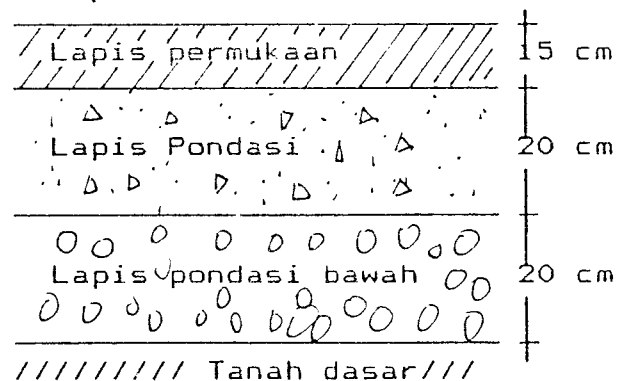 Lapis permukaan 15 cm
Lapis Pondasi 20 cm
Lapis pondasi bawah 20 cm
Tanah dasar